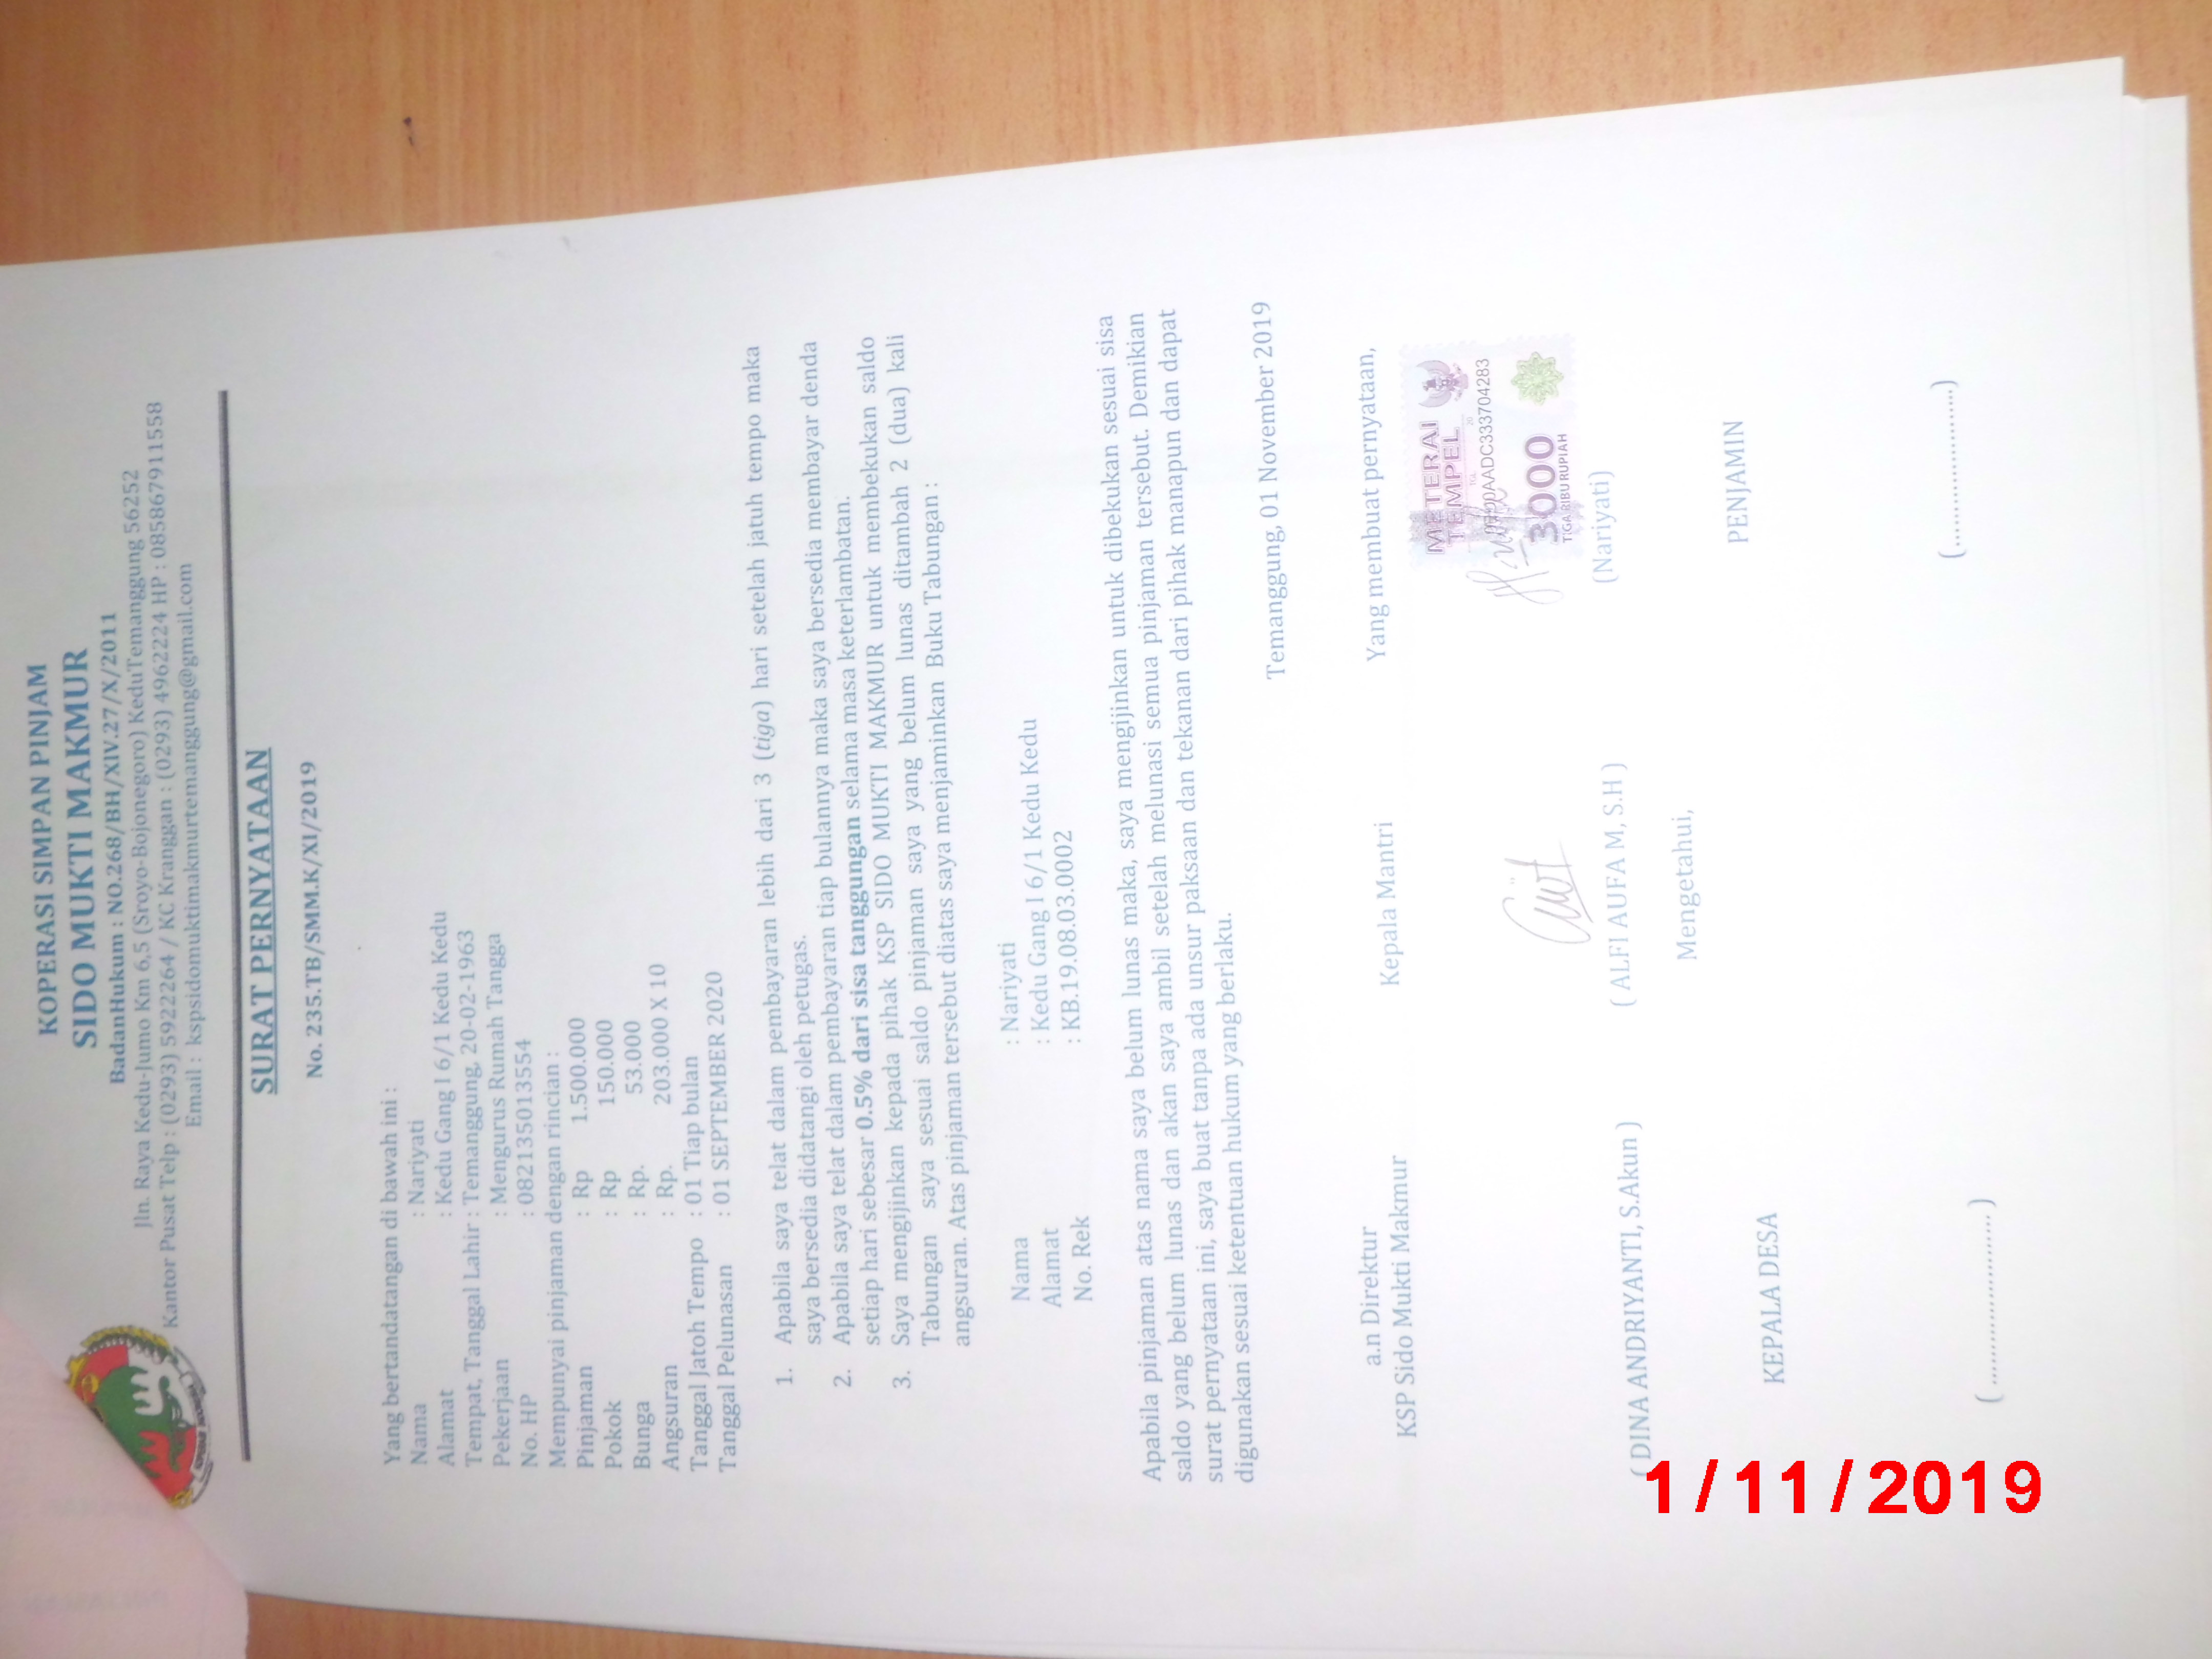 KOPERASI SIMPAN PINJAM
SIDO MUKTI MAKMUR
BadanHukum : NO.268/BH/XIV.27/X/2011
Jln. Raya Kedu-Jumo Km 6,5 (Sroyo-Bojonegoro) KeduTemanggung 56252
Kantor Pusat Telp : (0293) 5922264 / KC Kranggan : (0293) 4962224 HP : 085867911558
Email : kspsidomuktimakmurtemanggung@gmail.com
SURAT PERNYATAAN
No. 235.TB/SMM.K/XI/2019
Yang bertandatangan di bawah ini :
Nama : Nariyati
Alamat : Kedu Gang I 6/1 Kedu Kedu
Tempat, Tanggal Lahir : Temanggung, 20-02-1963
Pekerjaan : Mengurus Rumah Tangga
No. HP : 082135013554
Mempunyai pinjaman dengan rincian :
Pinjaman : Rp 1.500.000
Pokok : Rp 150.000
Bunga : Rp. 53.000
Angsuran : Rp. 203.000 X 10
Tanggal Jatoh Tempo : 01 Tiap bulan
Tanggal Pelunasan : 01 SEPTEMBER 2020
1. Apabila saya telat dalam pembayaran lebih dari 3 (tiga) hari setelah jatuh tempo maka
saya bersedia didatangi oleh petugas.
2. Apabila saya telat dalam pembayaran tiap bulannya maka saya bersedia membayar denda
setiap hari sebesar 0.5% dari sisa tanggungan selama masa keterlambatan.
3. Saya mengijinkan kepada pihak KSP SIDO MUKTI MAKMUR untuk membekukan saldo
Tabungan saya sesuai saldo pinjaman saya yang belum lunas ditambah 2 (dua) kali
angsuran. Atas pinjaman tersebut diatas saya menjaminkan Buku Tabungan :
Nama : Nariyati
Alamat : Kedu Gang I 6/1 Kedu Kedu
No. Rek : KB.19.08.03.0002
Apabila pinjaman atas nama saya belum lunas maka, saya mengijinkan untuk dibekukan sesuai sisa
saldo yang belum lunas dan akan saya ambil setelah melunasi semua pinjaman tersebut. Demikian
surat pernyataan ini, saya buat tanpa ada unsur paksaan dan tekanan dari pihak manapun dan dapat
digunakan sesuai ketentuan hukum yang berlaku.
Temanggung, 01 November 2019
a.n Direktur
KSP Sido Mukti Makmur Kepala Mantri Yang membuat pernyataan,
METERAI
TEMPEL
TGL 20
AADC333704283
3000
TIGA RIBU RUPIAH
( DINA ANDRIYANTI, S.Akun ) ( ALFI AUFA M, S.H ) (Nariyati)
Mengetahui,
KEPALA DESA PENJAMIN
( ........................ ) (........................)
1/11/2019